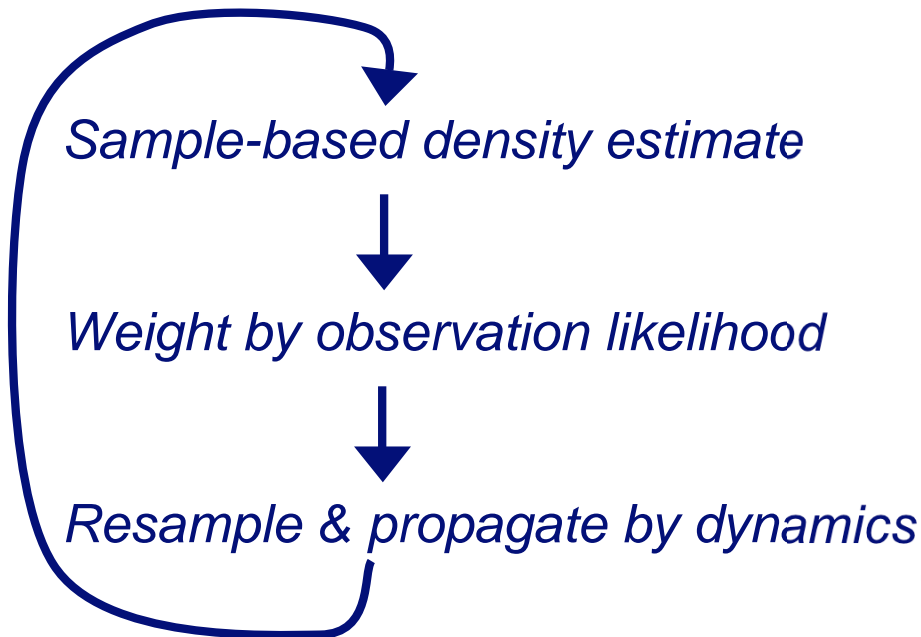 Sample-based density estimate
Weight by observation likelihood
Resample & propagate by dynamics